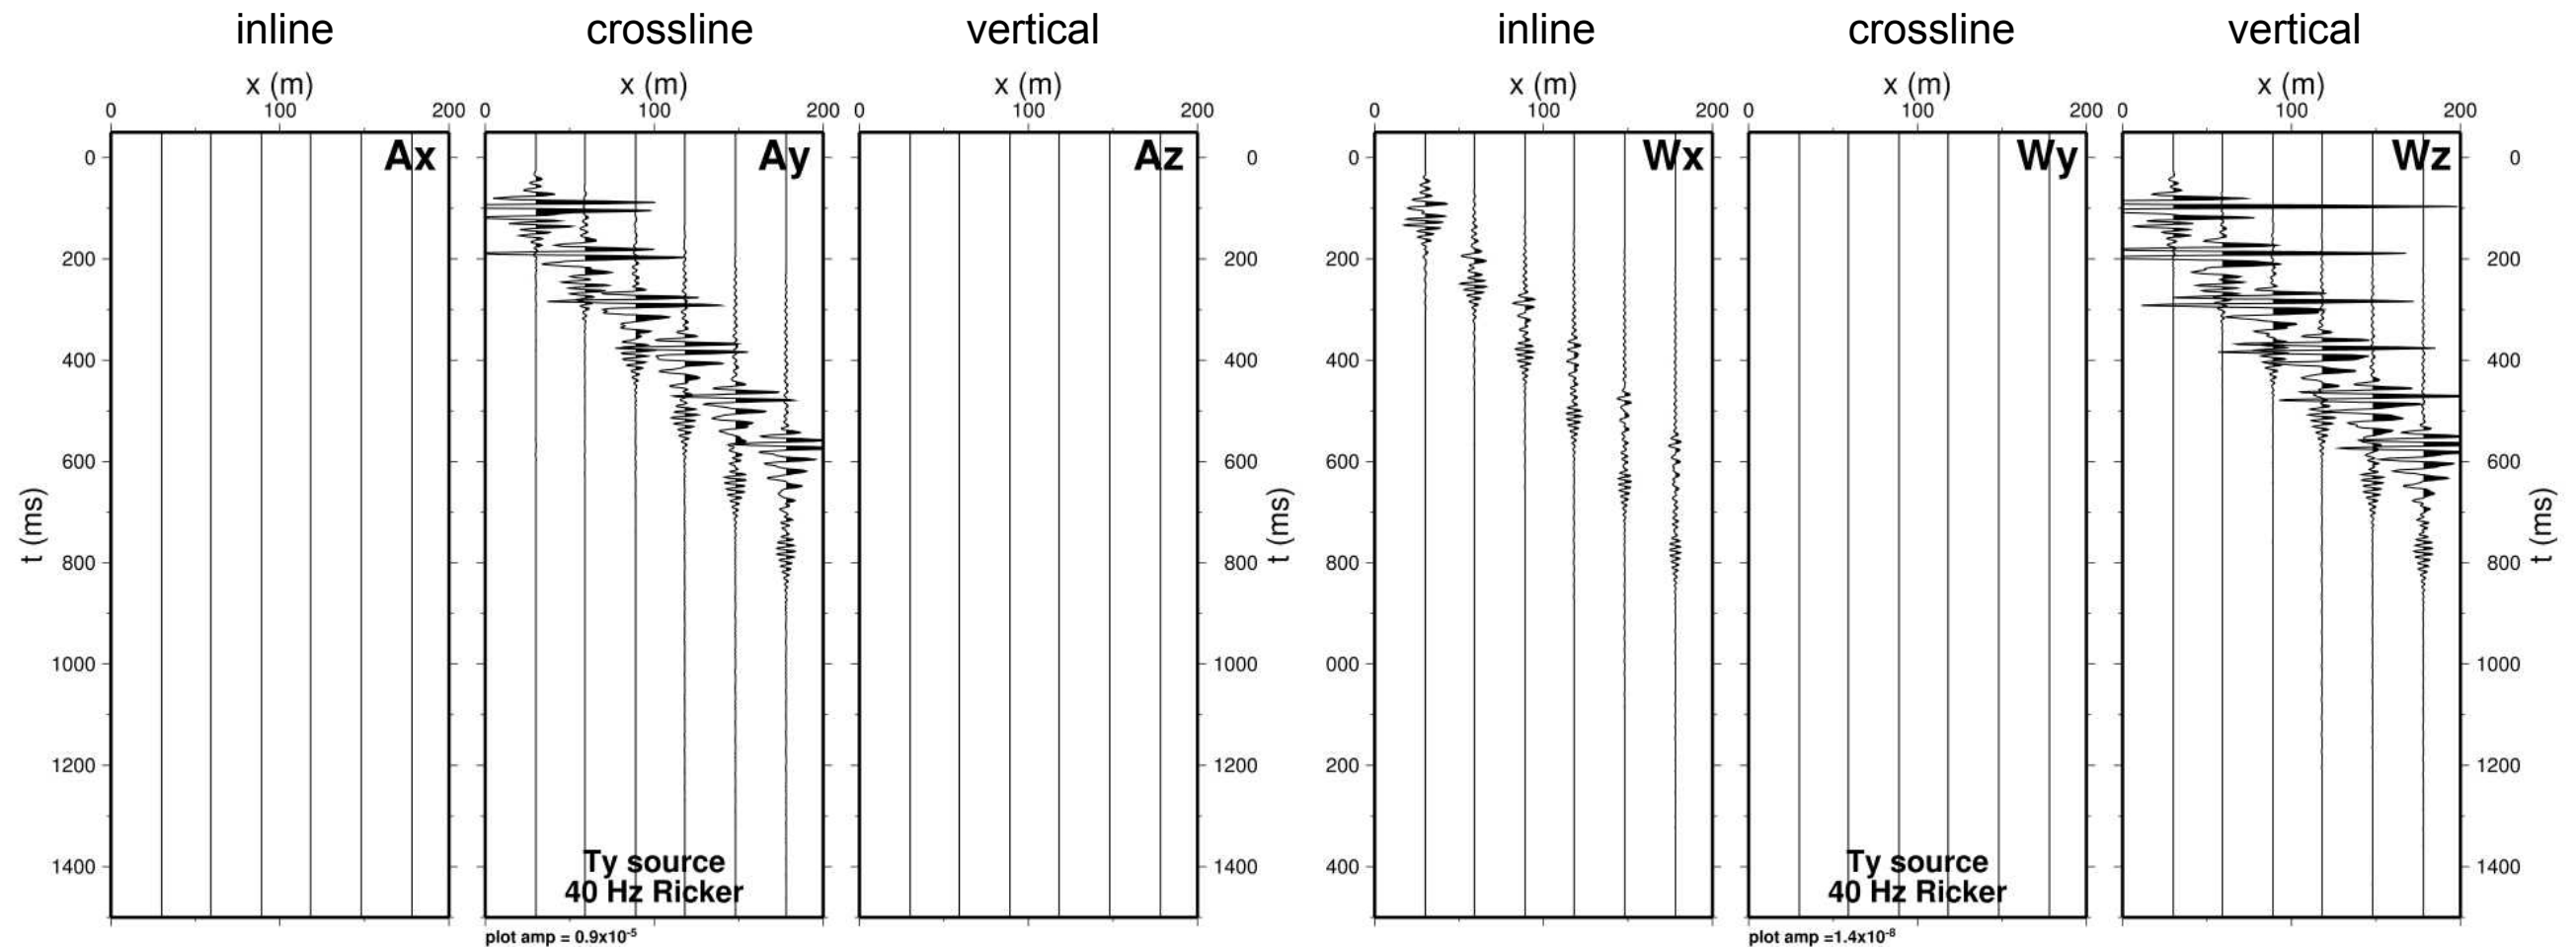 inline crossline vertical inline crossline vertical
x (m) x (m) x (m) x (m) x (m) x (m)
0 100 200 0 100 200 0 100 200 0 100 200 0 100 200 0 100 200
0 Ax Ay Az 0 0 Wx Wy Wz 0
200 200 200 200
400 400 400 400
t (ms) t (ms) t (ms)
600 600 600 600
800 800 800 800
1000 1000 000 1000
1200 1200 200 1200
1400 1400 400 1400
Ty source Ty source
40 Hz Ricker 40 Hz Ricker
plot amp = 0.9x10⁻⁵ plot amp =1.4x10⁻⁸